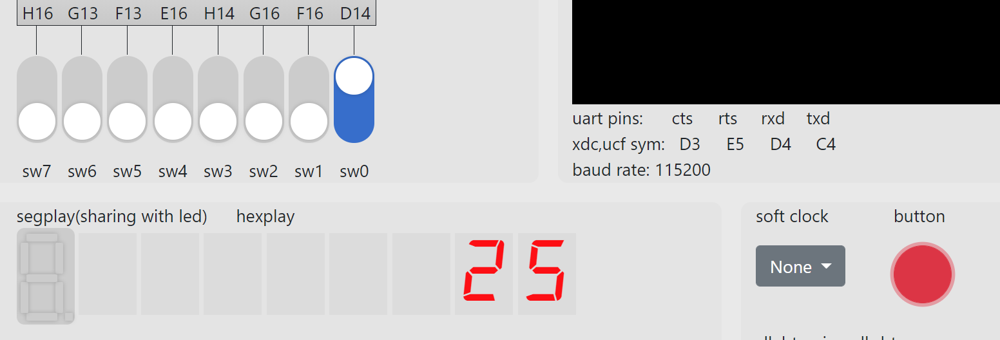 H16 G13 F13 E16 H14 G16 F16 D14
sw7 sw6 sw5 sw4 sw3 sw2 sw1 sw0
uart pins: cts rts rxd txd
xdc,ucf sym: D3 E5 D4 C4
baud rate: 115200
segplay(sharing with led) hexplay
25
soft clock button
None